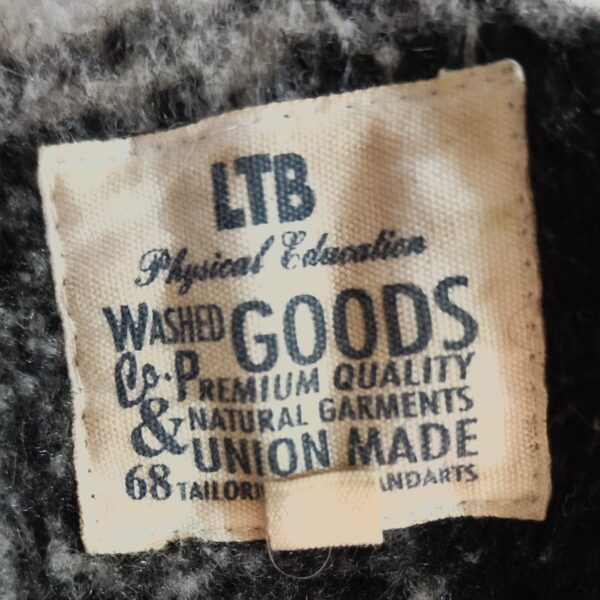 LTB
Physical Education
WASHED GOODS
Co. PREMIUM QUALITY
& NATURAL GARMENTS
UNION MADE
68